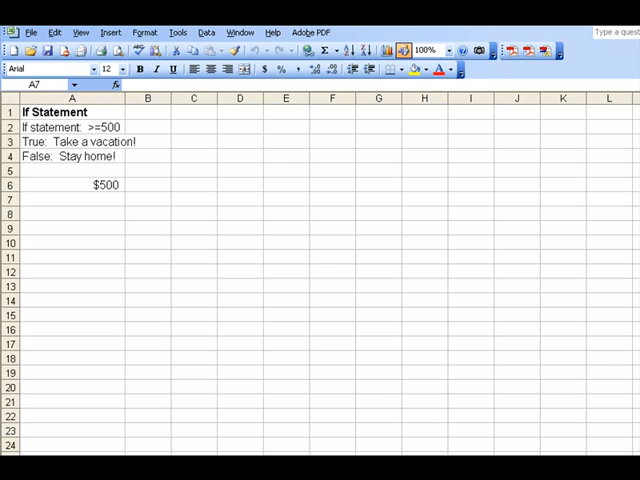 File Edit View Insert Format Tools Data Window Help Adobe PDF Type a quest
100%
Arial 12 B I U $ % ,
A7 fx
A B C D E F G H I J K L
1 If Statement
2 If statement: >=500
3 True: Take a vacation!
4 False: Stay home!
5
6 $500
7
8
9
10
11
12
13
14
15
16
17
18
19
20
21
22
23
24